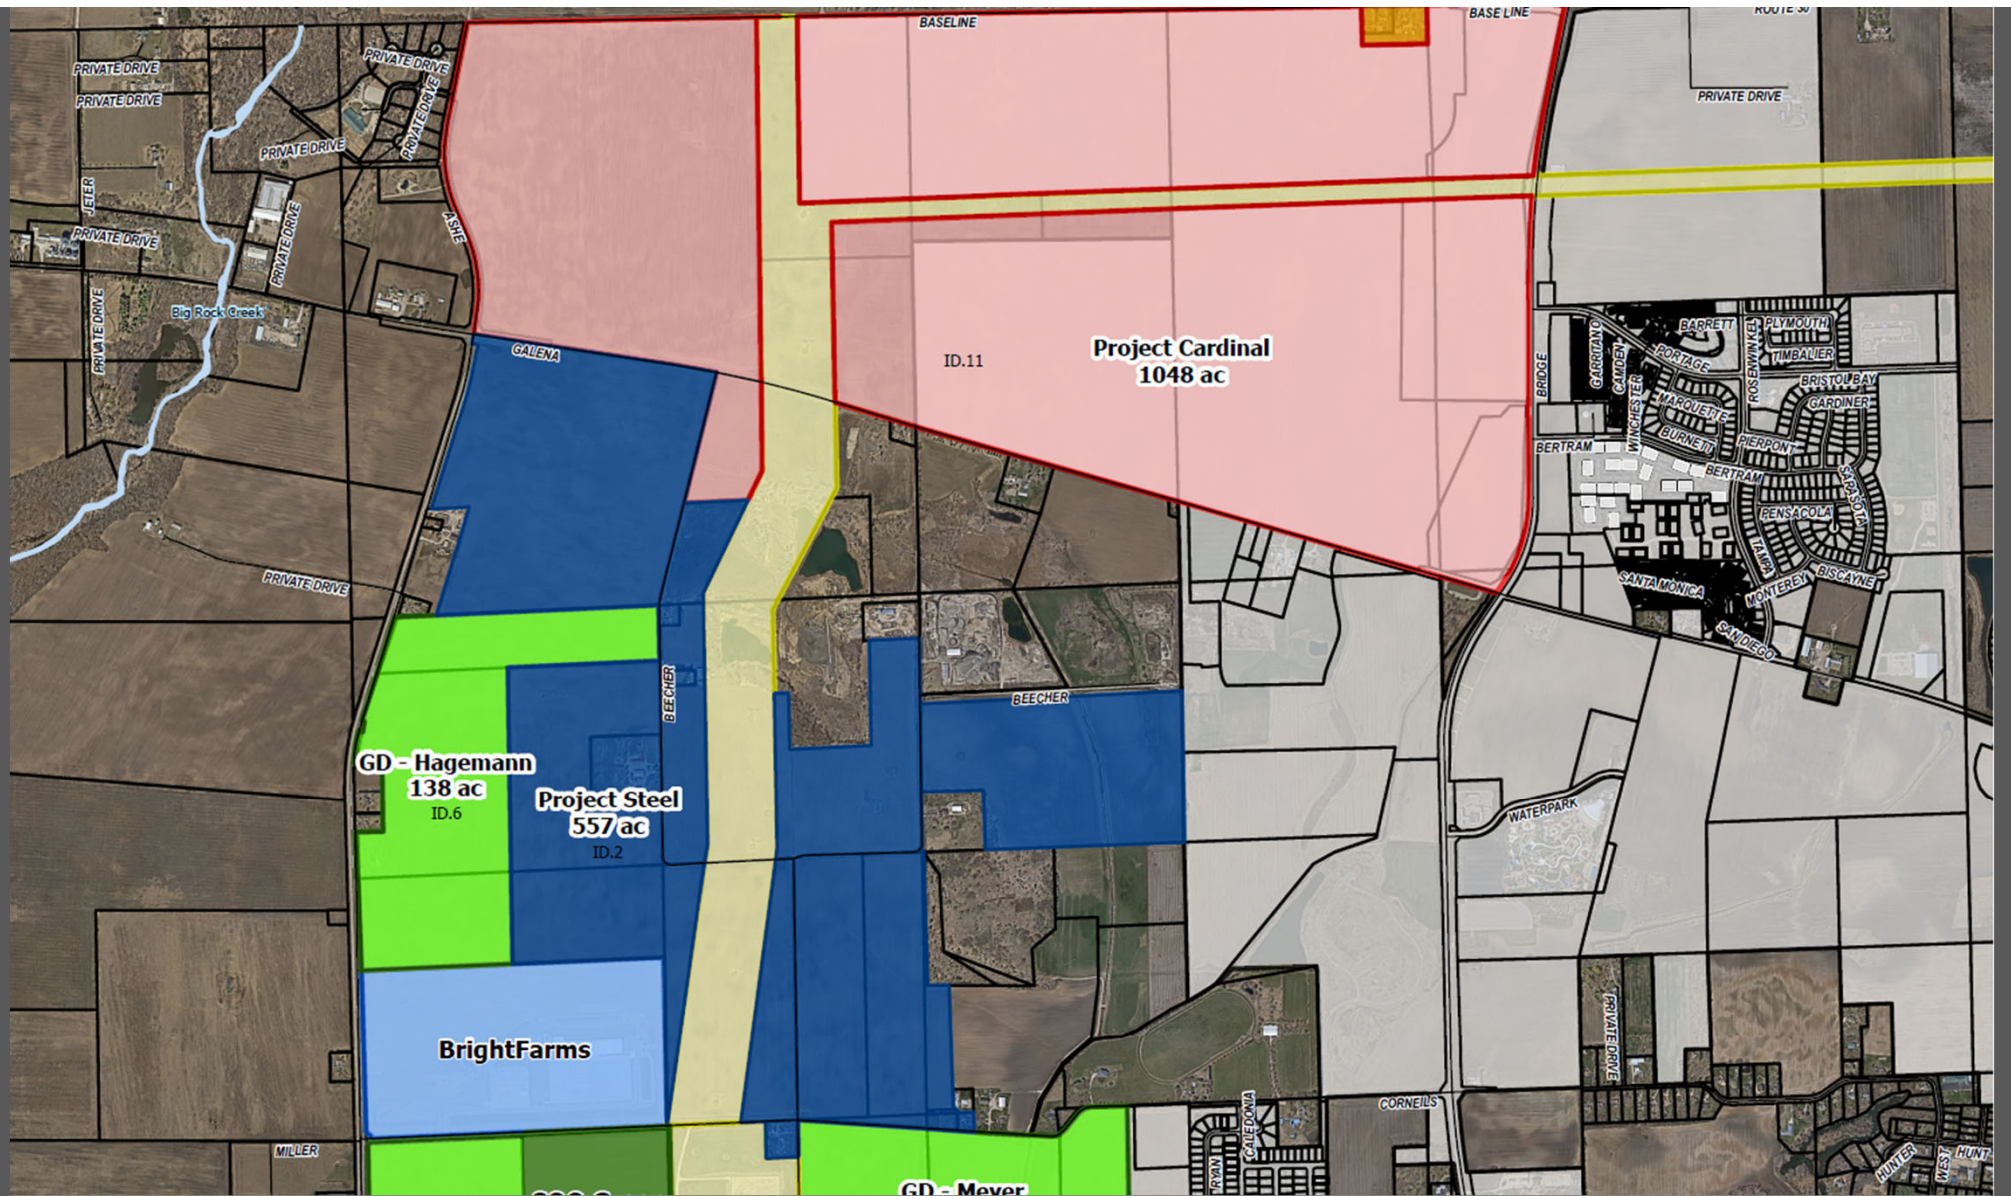 BASELINE
BASE LINE
ROUTE 30
PRIVATE DRIVE
PRIVATE DRIVE
PRIVATE DRIVE
PRIVATE DRIVE
PRIVATE DRIVE
PRIVATE DRIVE
JETER
ASHE
PRIVATE DRIVE
PRIVATE DRIVE
PRIVATE DRIVE
Big Rock Creek
GALENA
ID.11
Project Cardinal
1048 ac
BRIDGE
GARRITANO
CAMDEN
WINCHESTER
BARRETT
PORTAGE
ROSENWINKEL
PLYMOUTH
TIMBALIER
BRISTOL BAY
GARDINER
MARQUETTE
BURNETT
PIERPONT
BERTRAM
BERTRAM
SARASOTA
PENSACOLA
TAMPA
BISCAYNE
MONTEREY
SANTA MONICA
SAN DIEGO
PRIVATE DRIVE
BEECHER
BEECHER
GD - Hagemann
138 ac
ID.6
Project Steel
557 ac
ID.2
WATERPARK
BrightFarms
PRIVATE DRIVE
CORNEILS
CALEDONIA
RYAN
MILLER
HUNTER
WEST
HUNT
GD - Meyer